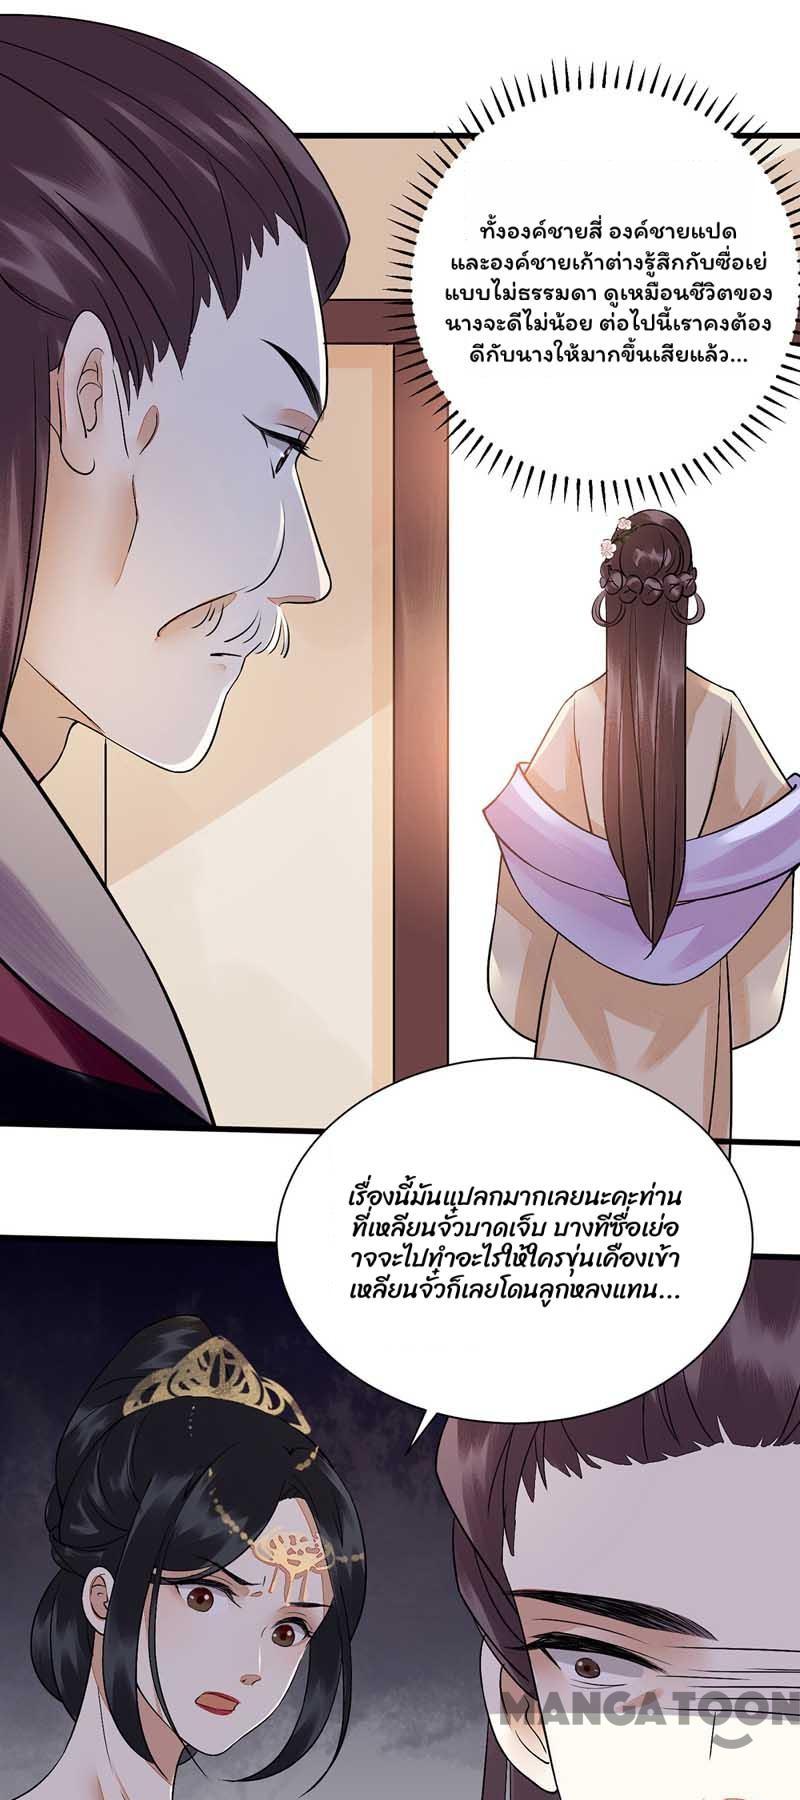 ทั้งองค์ชายสี่ องค์ชายแปด
และองค์ชายเก้าต่างรู้สึกกับซื่อเย่
แบบไม่ธรรมดา ดูเหมือนชีวิตของ
นางจะดีไม่น้อย ต่อไปนี้เราคงต้อง
ดีกับนางให้มากขึ้นเสียแล้ว...
เรื่องนี้มันแปลกมากเลยนะคะท่าน
ที่เหลียนจั๋วบาดเจ็บ บางทีซื่อเย่อ
าจจะไปทำอะไรให้ใครขุ่นเคืองเข้า
เหลียนจั๋วก็เลยโดนลูกหลงแทน...
MANGATOON